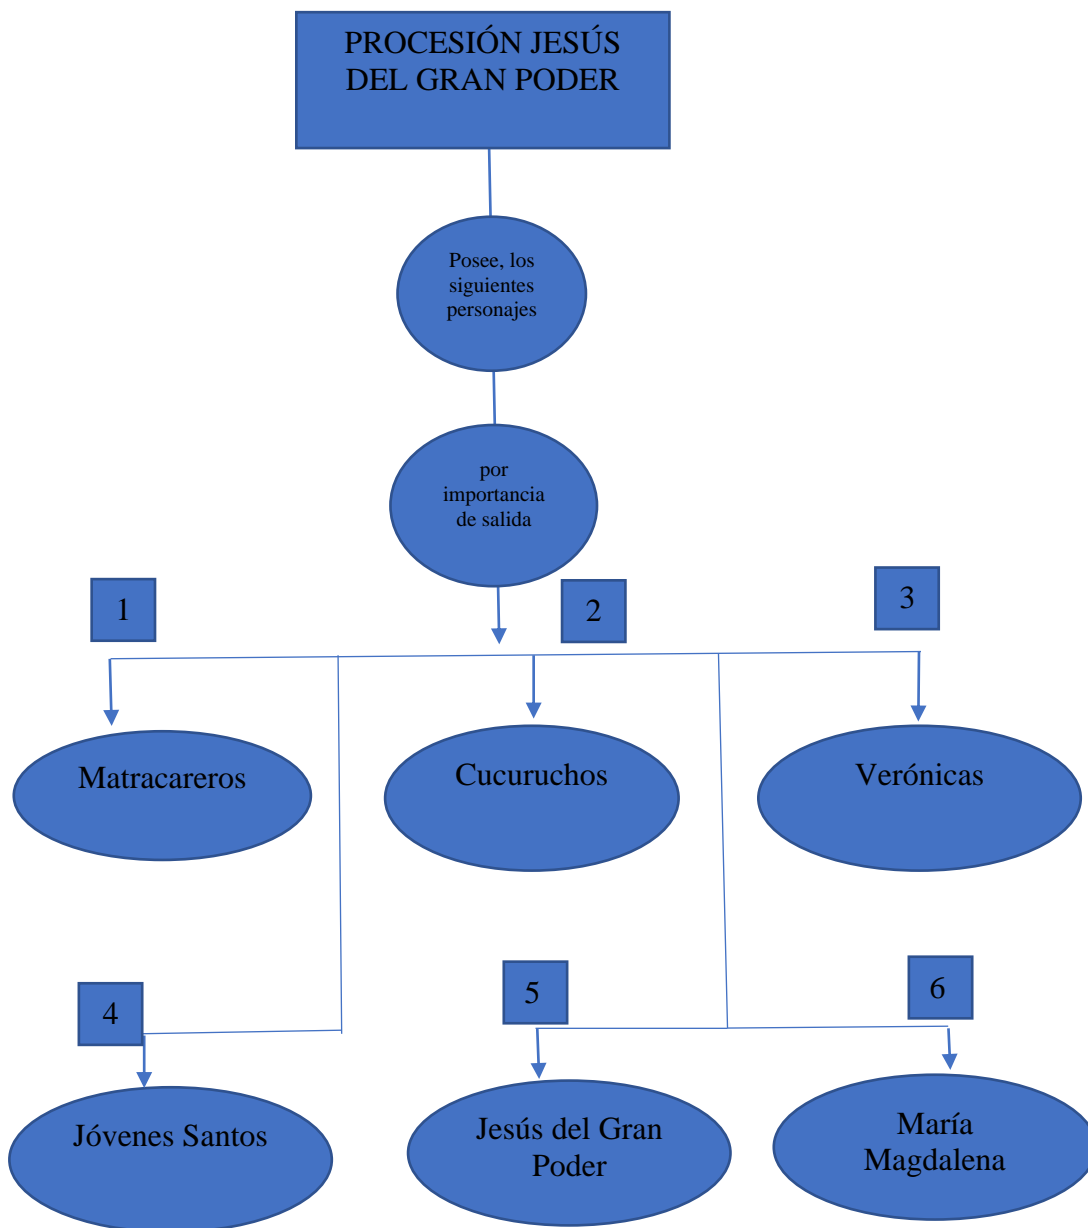 PROCESIÓN JESÚS
DEL GRAN PODER
Posee, los
siguientes
personajes
por
importancia
de salida
1
2
3
Matracareros
Cucuruchos
Verónicas
4
5
6
Jóvenes Santos
Jesús del Gran
Poder
María
Magdalena